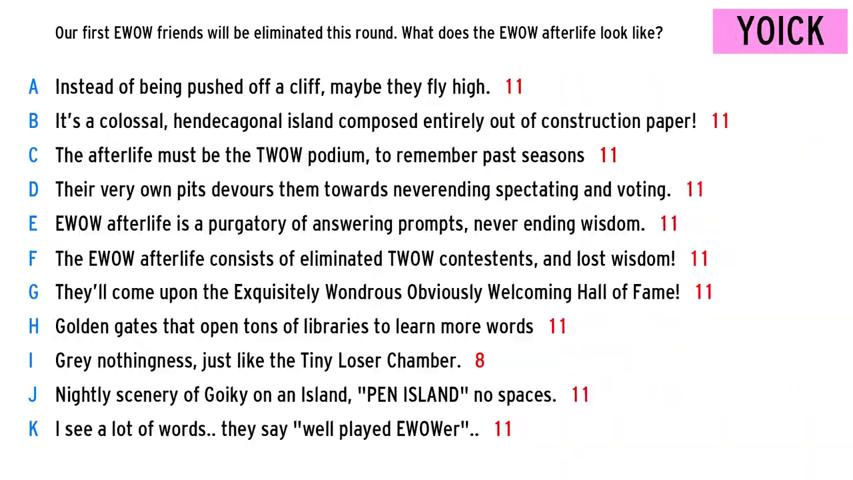 Our first EWOW friends will be eliminated this round. What does the EWOW afterlife look like?
YOICK
A Instead of being pushed off a cliff, maybe they fly high. 11
B It's a colossal, hendecagonal island composed entirely out of construction paper! 11
C The afterlife must be the TWOW podium, to remember past seasons 11
D Their very own pits devours them towards neverending spectating and voting. 11
E EWOW afterlife is a purgatory of answering prompts, never ending wisdom. 11
F The EWOW afterlife consists of eliminated TWOW contestents, and lost wisdom! 11
G They'll come upon the Exquisitely Wondrous Obviously Welcoming Hall of Fame! 11
H Golden gates that open tons of libraries to learn more words 11
I Grey nothingness, just like the Tiny Loser Chamber. 8
J Nightly scenery of Goiky on an Island, "PEN ISLAND" no spaces. 11
K I see a lot of words.. they say "well played EWOWer".. 11